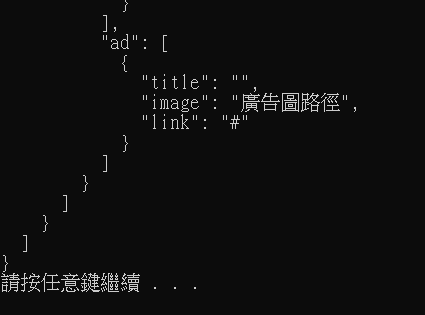 }
          ],
          "ad": [
            {
              "title": "",
              "image": "廣告圖路徑",
              "link": "#"
            }
          ]
        }
      ]
    }
  ]
}
請按任意鍵繼續 . . .